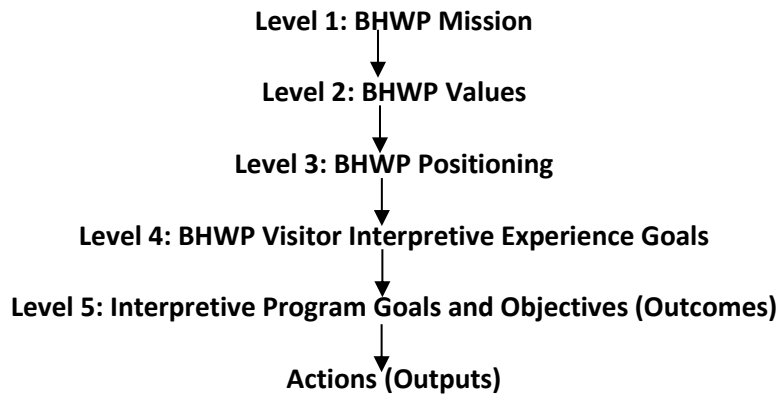 Level 1: BHWP Mission
Level 2: BHWP Values
Level 3: BHWP Positioning
Level 4: BHWP Visitor Interpretive Experience Goals
Level 5: Interpretive Program Goals and Objectives (Outcomes)
Actions (Outputs)